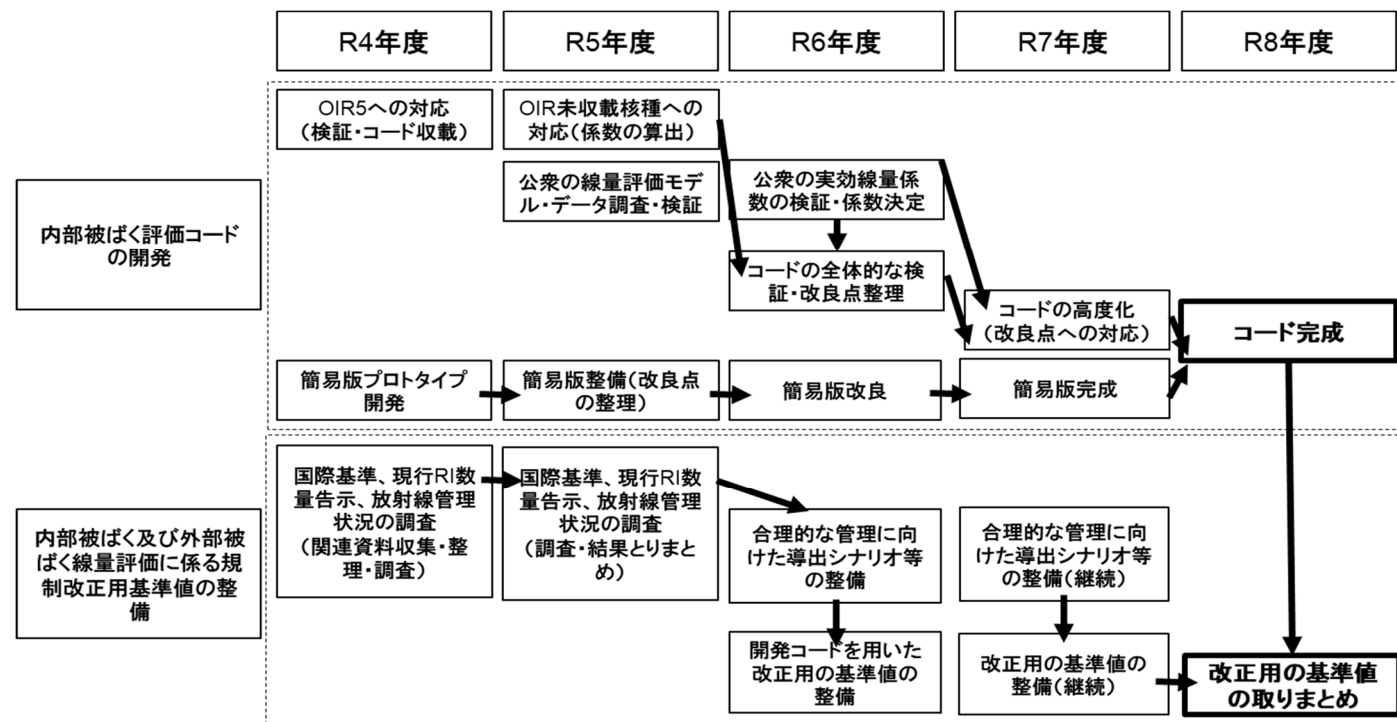 R4年度
R5年度
R6年度
R7年度
R8年度
内部被ばく評価コード
の開発
OIR5への対応
（検証・コード収載）
OIR未収載核種への
対応（係数の算出）
公衆の線量評価モデ
ル・データ調査・検証
公衆の実効線量係
数の検証・係数決定
コードの全体的な検
証・改良点整理
コードの高度化
（改良点への対応）
コード完成
簡易版プロトタイプ
開発
簡易版整備（改良点
の整理）
簡易版改良
簡易版完成
内部被ばく及び外部被
ばく線量評価に係る規
制改正用基準値の整
備
国際基準、現行RI数
量告示、放射線管理
状況の調査
（関連資料収集・整
理・調査）
国際基準、現行RI数
量告示、放射線管理
状況の調査
（調査・結果とりまと
め）
合理的な管理に向
けた導出シナリオ等
の整備
合理的な管理に向
けた導出シナリオ等
の整備（継続）
開発コードを用いた
改正用の基準値の
整備
改正用の基準値の
整備（継続）
改正用の基準値
の取りまとめ